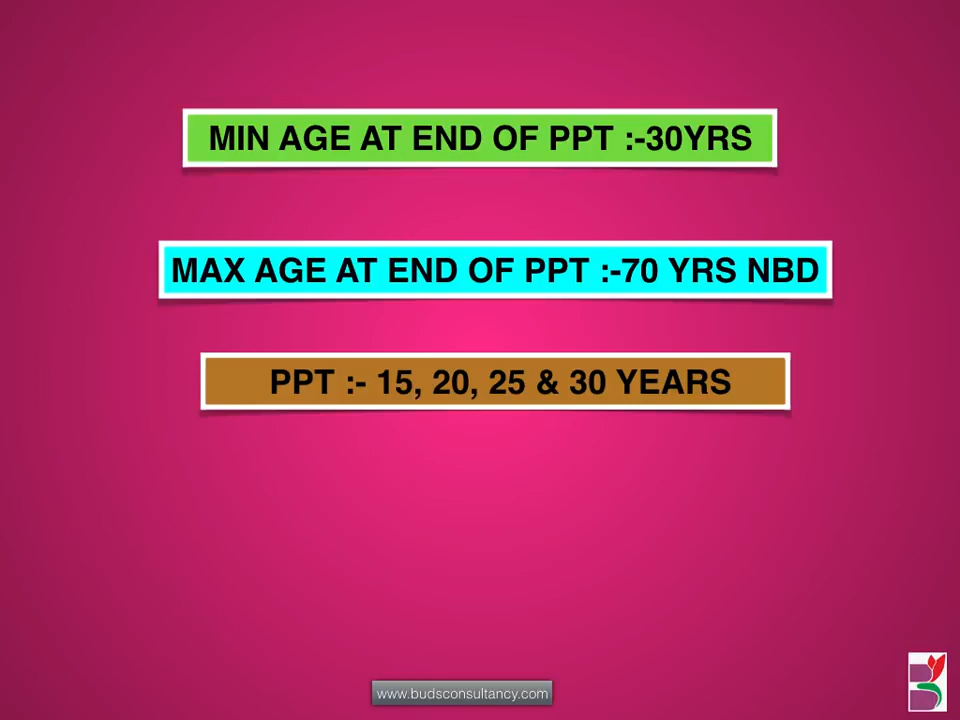 MIN AGE AT END OF PPT :-30YRS
MAX AGE AT END OF PPT :-70 YRS NBD
PPT :- 15, 20, 25 & 30 YEARS
www.budsconsultancy.com
B